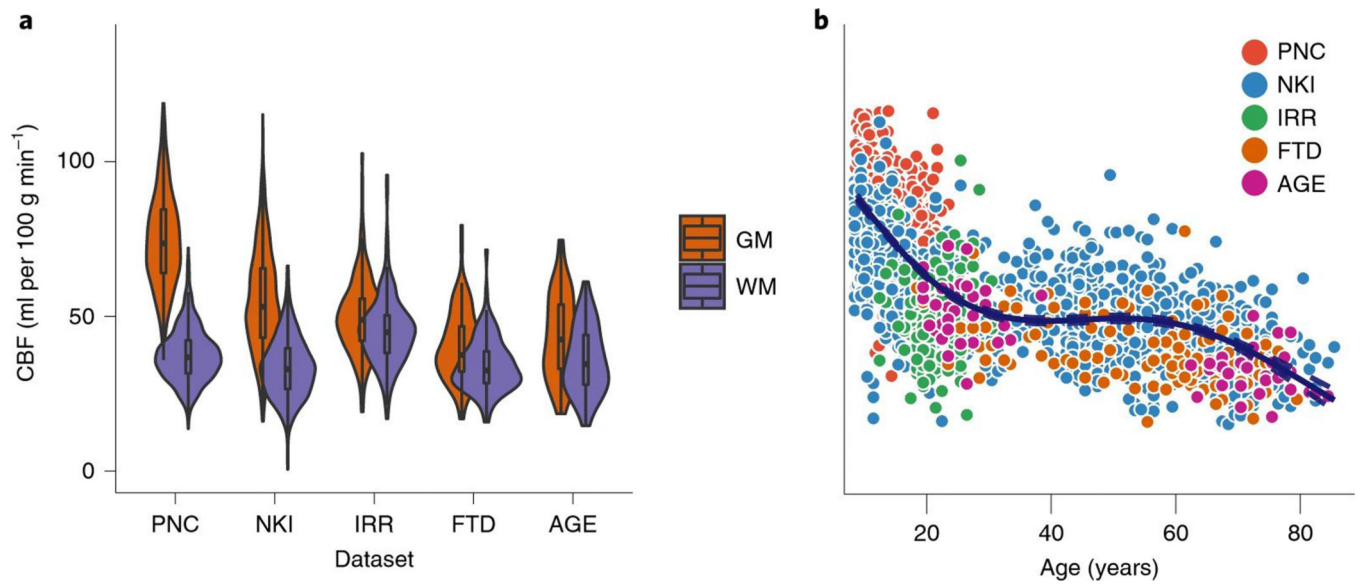 a
CBF (ml per 100 g min−1)
100
50
0
PNC NKI IRR FTD AGE
Dataset
GM
WM
b
PNC
NKI
IRR
FTD
AGE
20 40 60 80
Age (years)